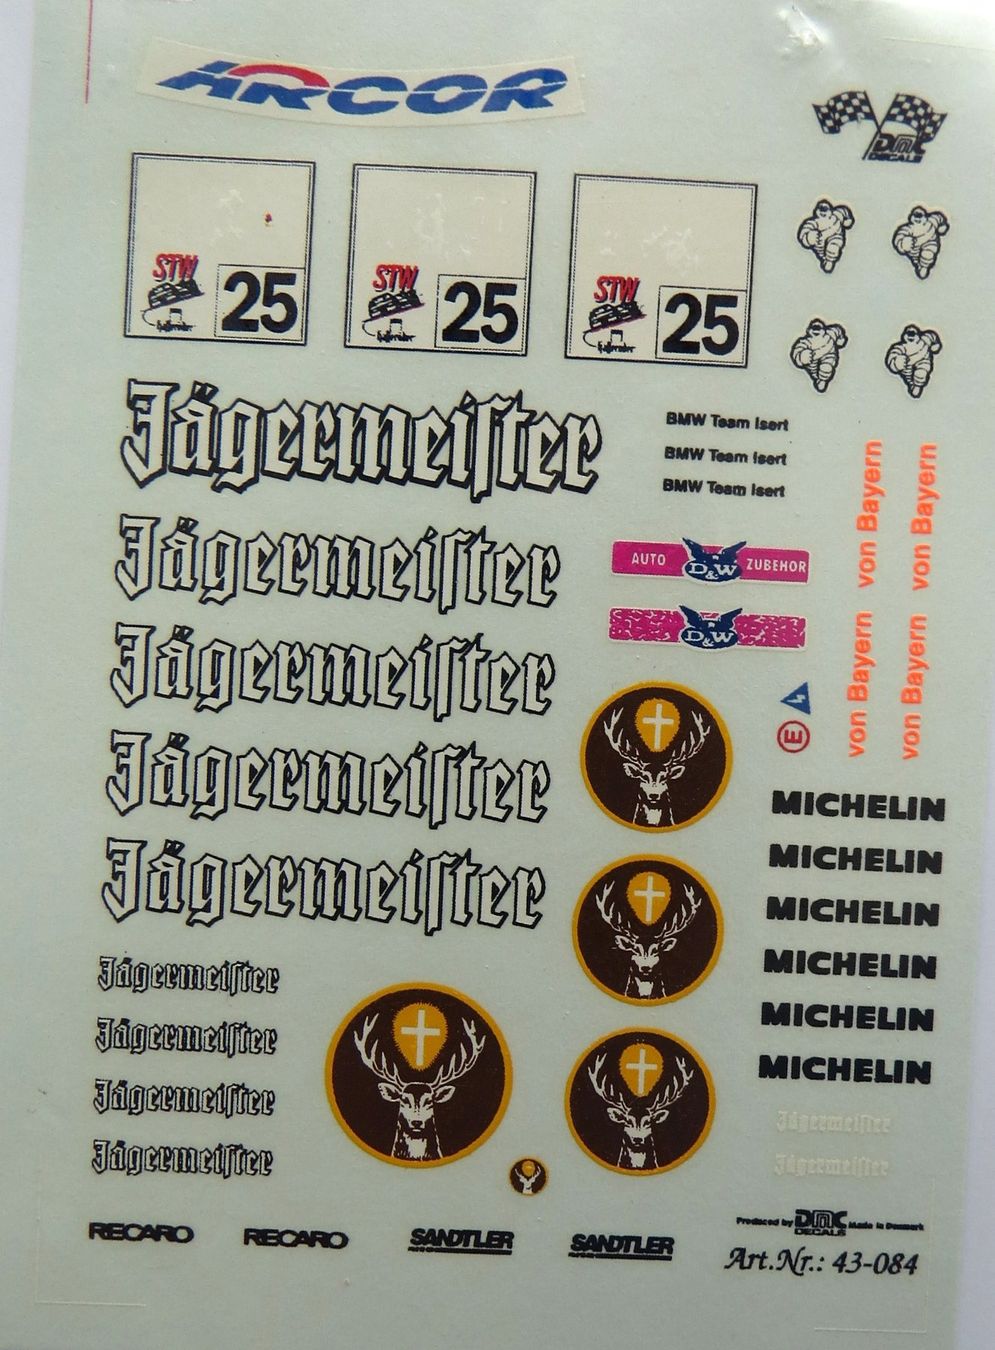 ARCOR
DMC
DECALS
STW
25
STW
25
STW
25
Jägermeiſter
BMW Team Isert
BMW Team Isert
BMW Team Isert
von Bayern
von Bayern
Jägermeiſter
AUTO D&W ZUBEHÖR
D&W
Jägermeiſter
von Bayern
von Bayern
E
Jägermeiſter
Jägermeiſter
MICHELIN
MICHELIN
MICHELIN
MICHELIN
MICHELIN
MICHELIN
Jägermeiſter
Jägermeiſter
Jägermeiſter
Jägermeiſter
Jägermeiſter
Jägermeiſter
RECARO
RECARO
SANDTLER
SANDTLER
Produced by DMC DECALS Made in Denmark
Art.Nr.: 43-084